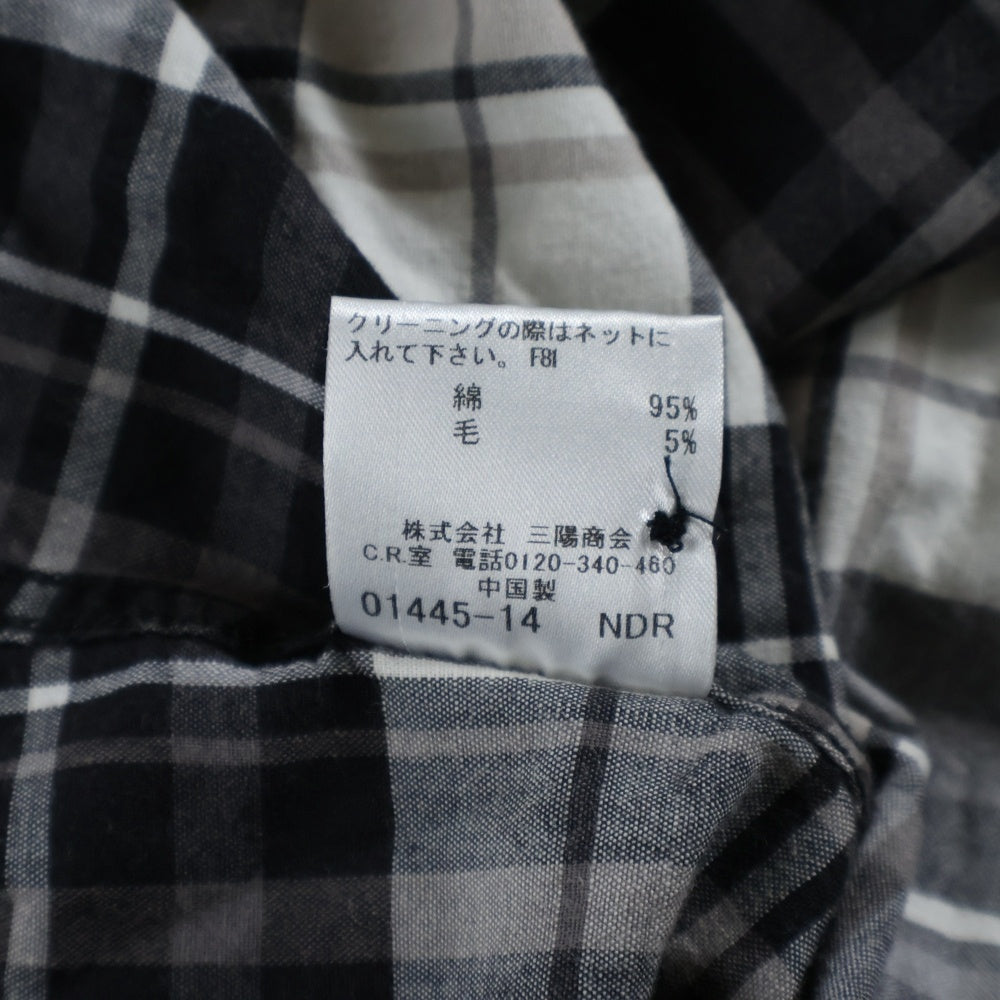 クリーニングの際はネットに
入れて下さい。 F81
綿 95%
毛 5%
株式会社 三陽商会
C.R.室 電話0120-340-460
中国製
01445-14 NDR